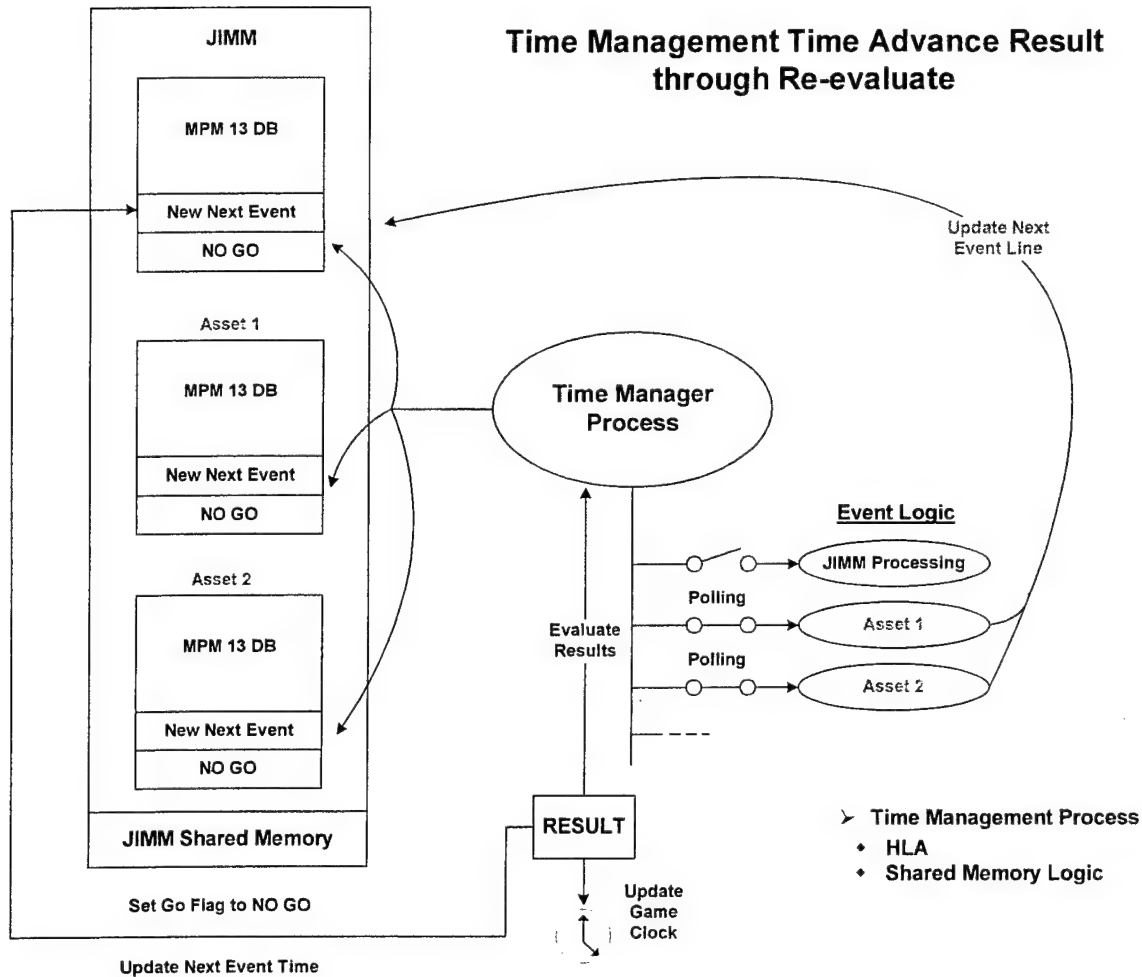 Time Management Time Advance Result
through Re-evaluate
JIMM
MPM 13 DB
New Next Event
NO GO
Asset 1
MPM 13 DB
New Next Event
NO GO
Asset 2
MPM 13 DB
New Next Event
NO GO
JIMM Shared Memory
Set Go Flag to NO GO
Update Next Event Time
Update Next
Event Line
Time Manager
Process
Event Logic
JIMM Processing
Polling
Asset 1
Polling
Asset 2
Evaluate
Results
RESULT
Update
Game
Clock
➢ Time Management Process
◆ HLA
◆ Shared Memory Logic